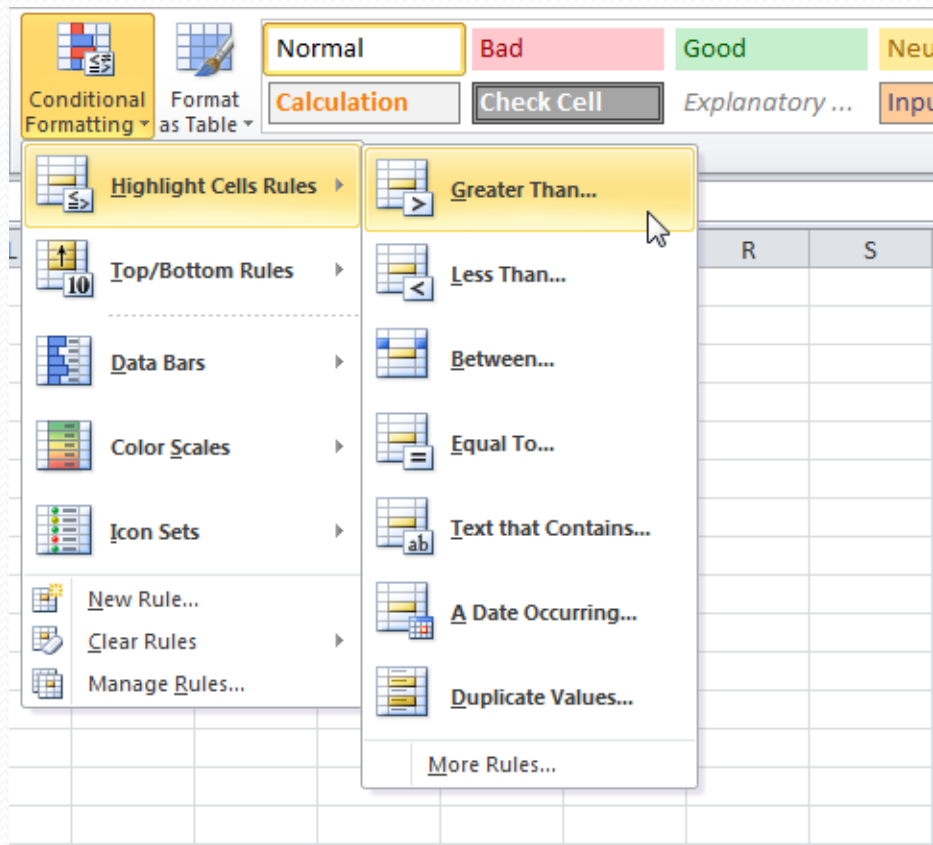 Conditional
Formatting
Format
as Table
Normal
Bad
Good
Neu
Calculation
Check Cell
Explanatory ...
Inpu
Highlight Cells Rules
Top/Bottom Rules
10
Data Bars
Color Scales
Icon Sets
New Rule...
Clear Rules
Manage Rules...
Greater Than...
>
Less Than...
<
Between...
Equal To...
=
Text that Contains...
ab
A Date Occurring...
Duplicate Values...
More Rules...
L
R
S